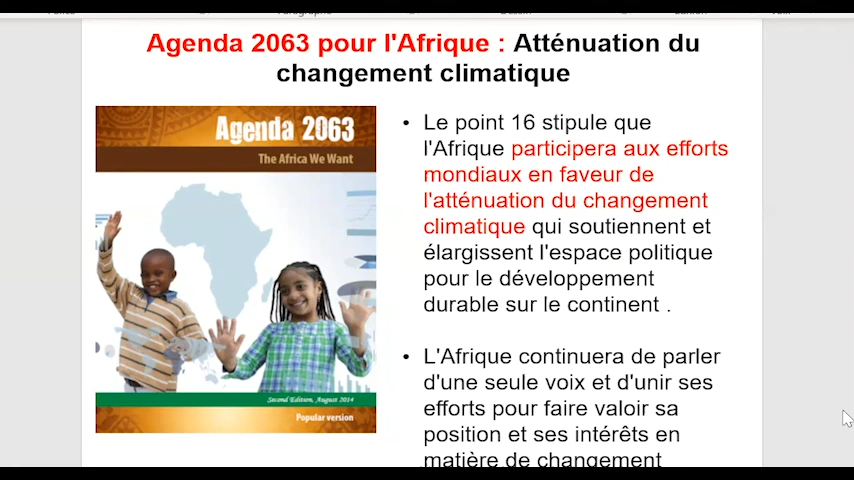 Agenda 2063 pour l'Afrique : Atténuation du
changement climatique
Agenda 2063
The Africa We Want
Second Edition, August 2014
Popular version
• Le point 16 stipule que
l'Afrique participera aux efforts
mondiaux en faveur de
l'atténuation du changement
climatique qui soutiennent et
élargissent l'espace politique
pour le développement
durable sur le continent .
• L'Afrique continuera de parler
d'une seule voix et d'unir ses
efforts pour faire valoir sa
position et ses intérêts en
matière de changement